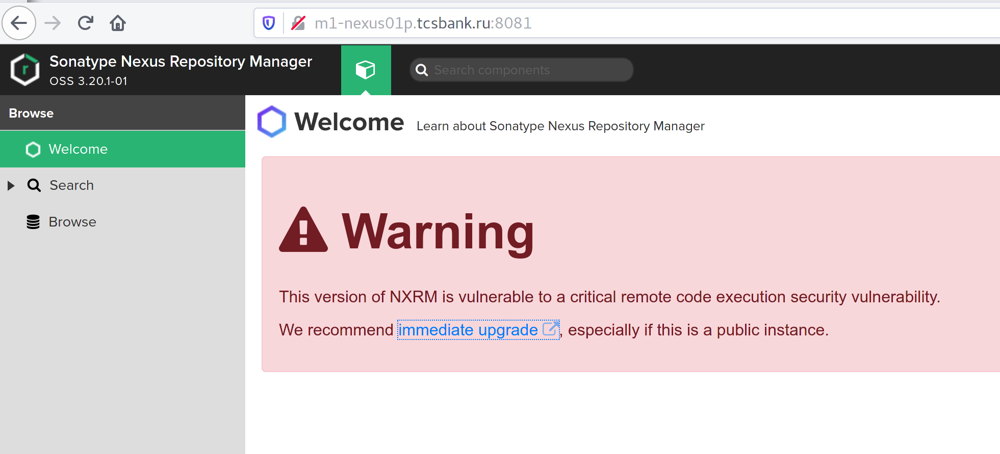 m1-nexus01p.tcsbank.ru:8081
Sonatype Nexus Repository Manager
OSS 3.20.1-01
Search components
Browse
Welcome
Search
Browse
Welcome Learn about Sonatype Nexus Repository Manager
Warning
This version of NXRM is vulnerable to a critical remote code execution security vulnerability.
We recommend immediate upgrade, especially if this is a public instance.